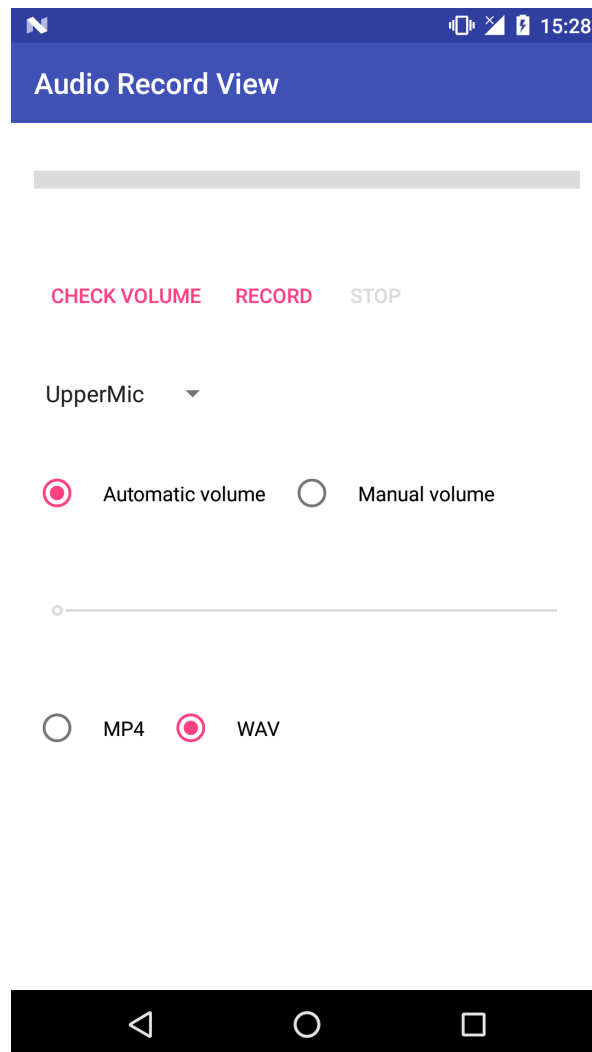 15:28
Audio Record View
CHECK VOLUME RECORD STOP
UpperMic
Automatic volume Manual volume
MP4 WAV